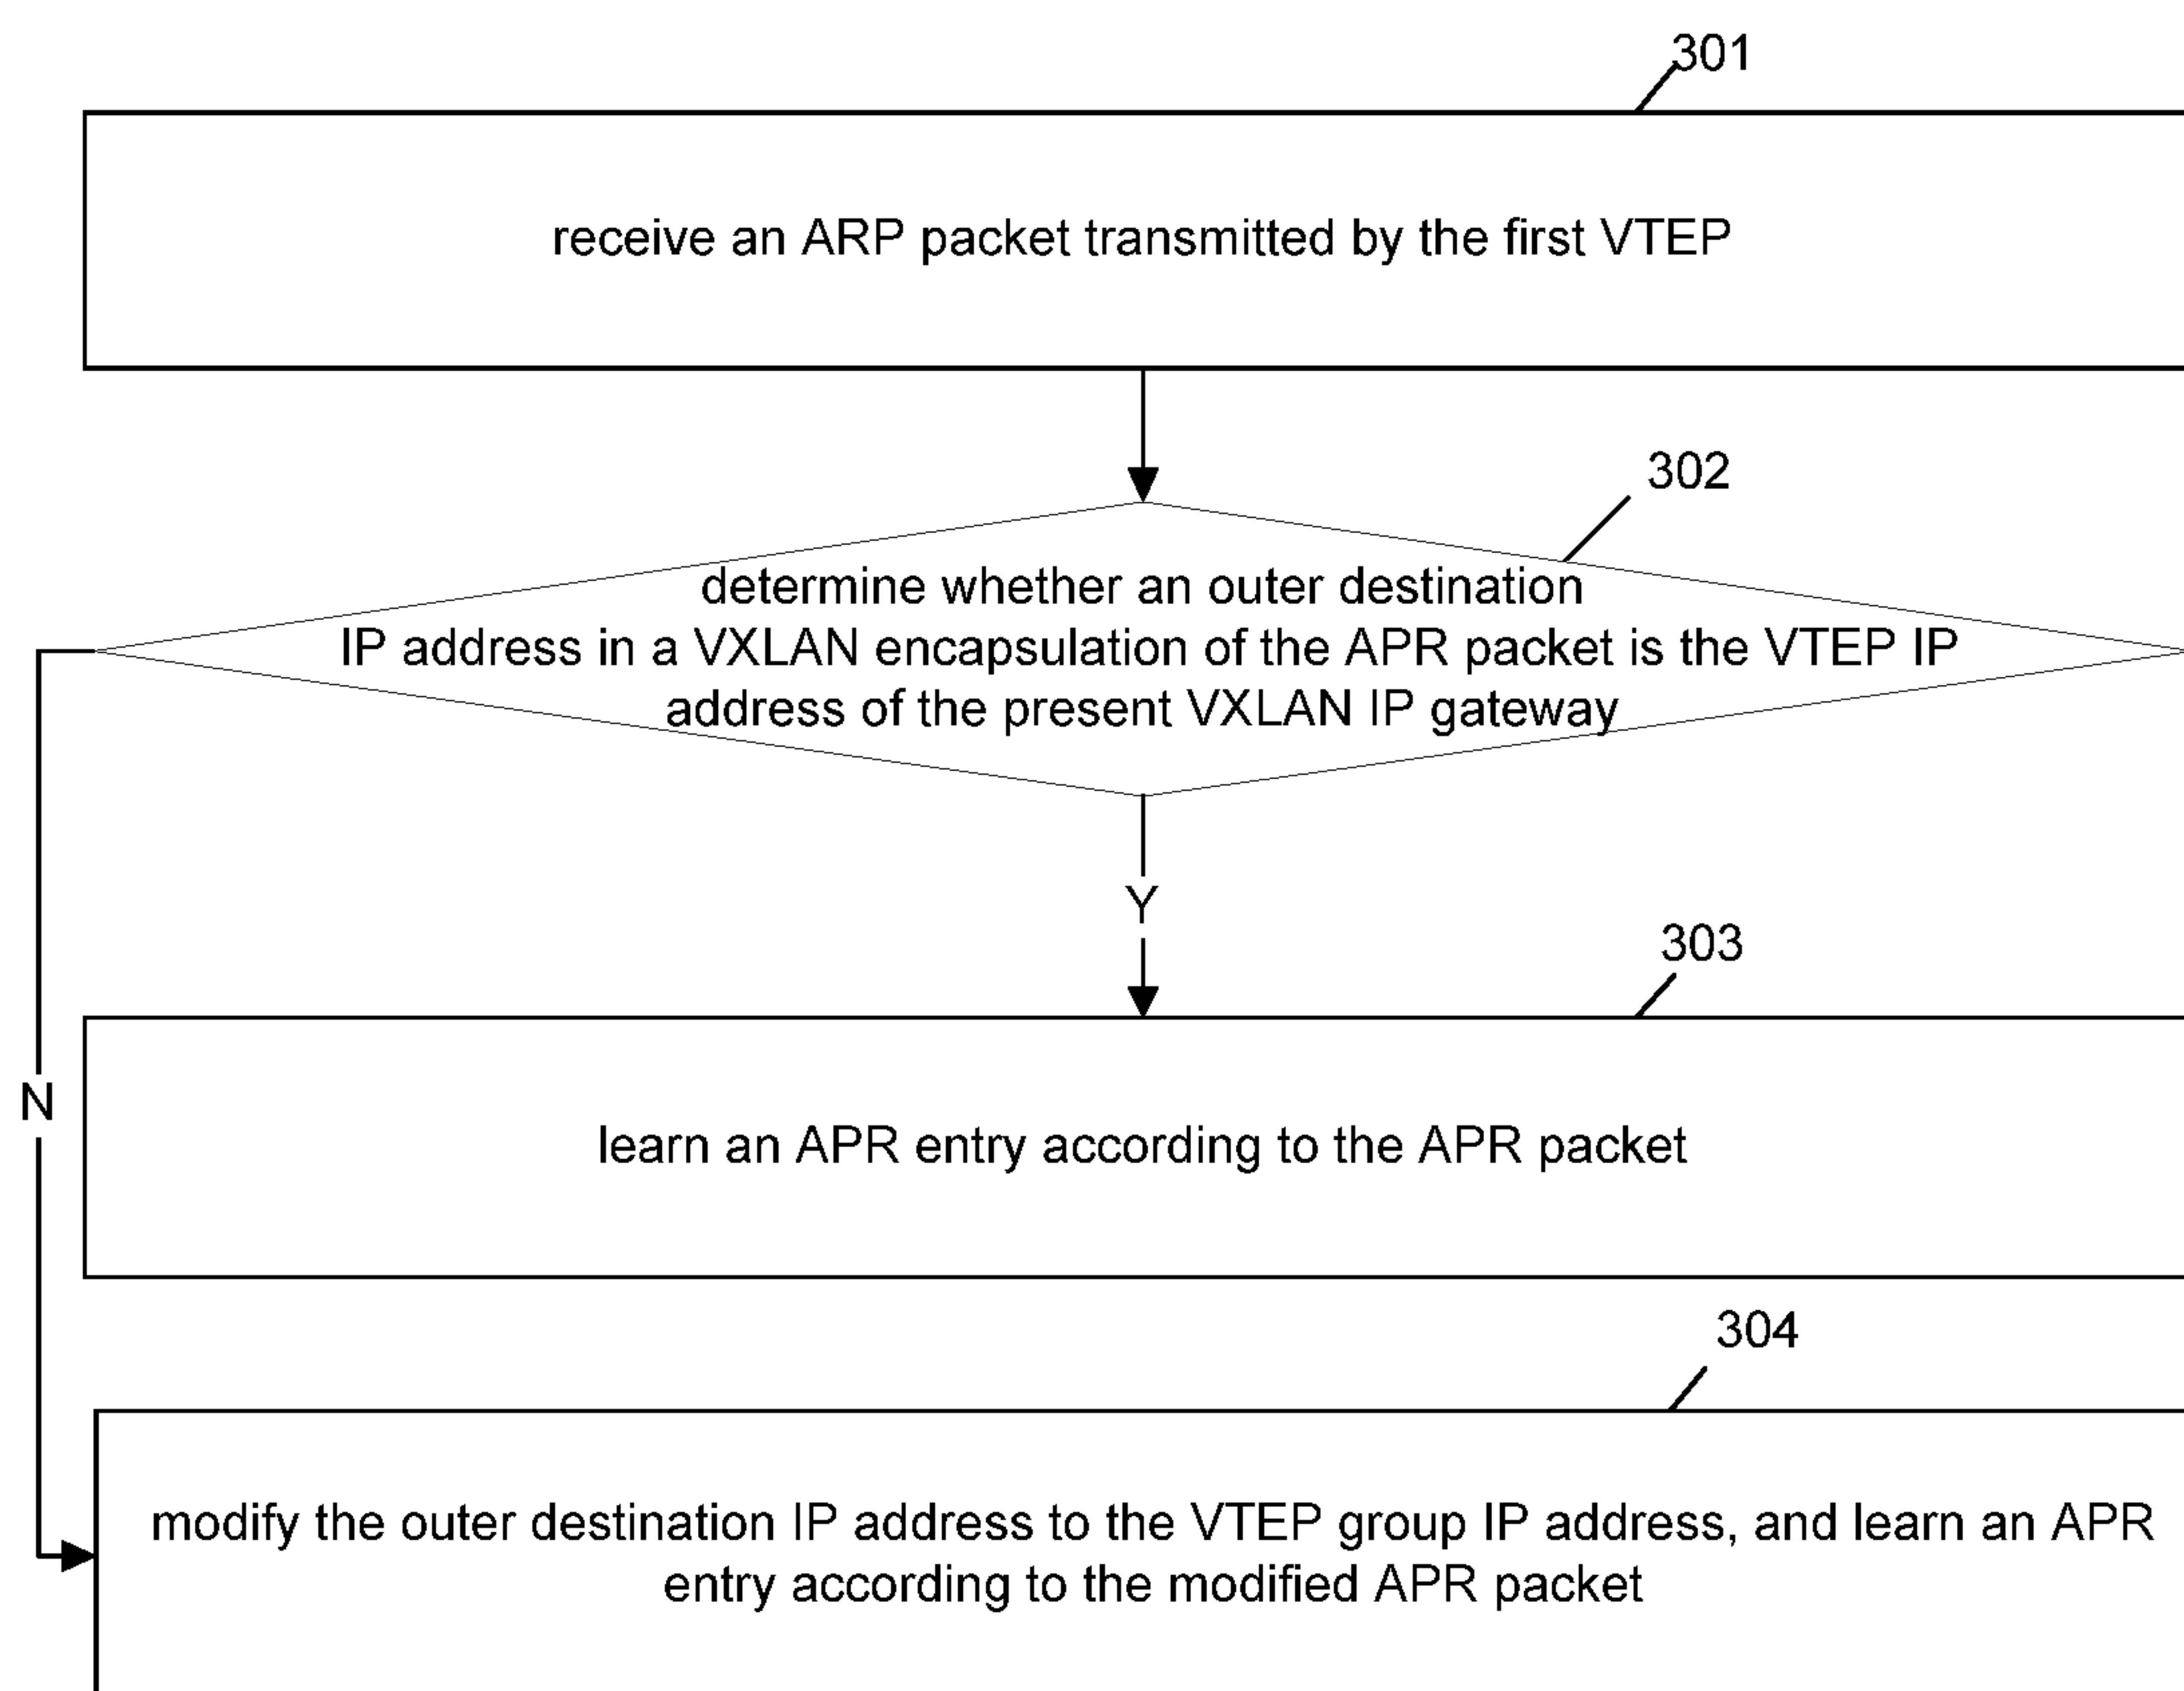 301
receive an ARP packet transmitted by the first VTEP
302
determine whether an outer destination
IP address in a VXLAN encapsulation of the APR packet is the VTEP IP
address of the present VXLAN IP gateway
Y
303
N
learn an APR entry according to the APR packet
304
modify the outer destination IP address to the VTEP group IP address, and learn an APR
entry according to the modified APR packet